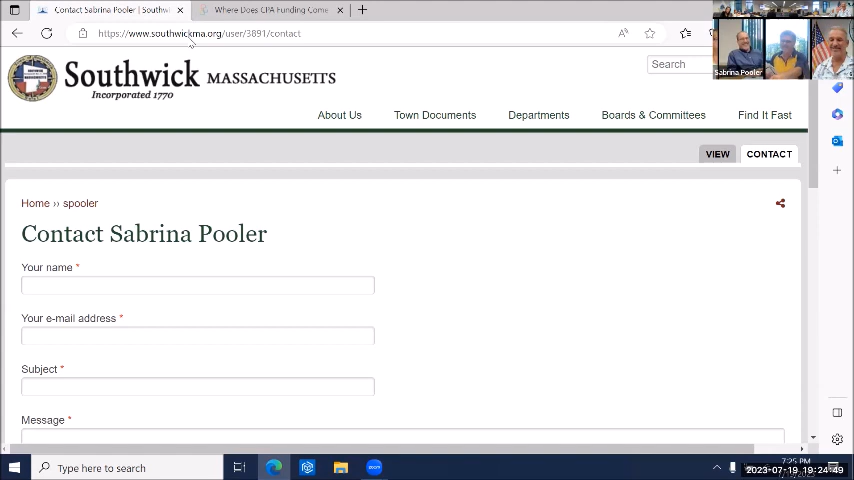 Contact Sabrina Pooler | Southw
Where Does CPA Funding Come
https://www.southwickma.org/user/3891/contact
Southwick MASSACHUSETTS
Incorporated 1770
Search
Sabrina Pooler
About Us
Town Documents
Departments
Boards & Committees
Find It Fast
VIEW
CONTACT
Home ›› spooler
Contact Sabrina Pooler
Your name *
Your e-mail address *
Subject *
Message *
Type here to search
zoom
7:25 PM
2023-07-19 19:24:49